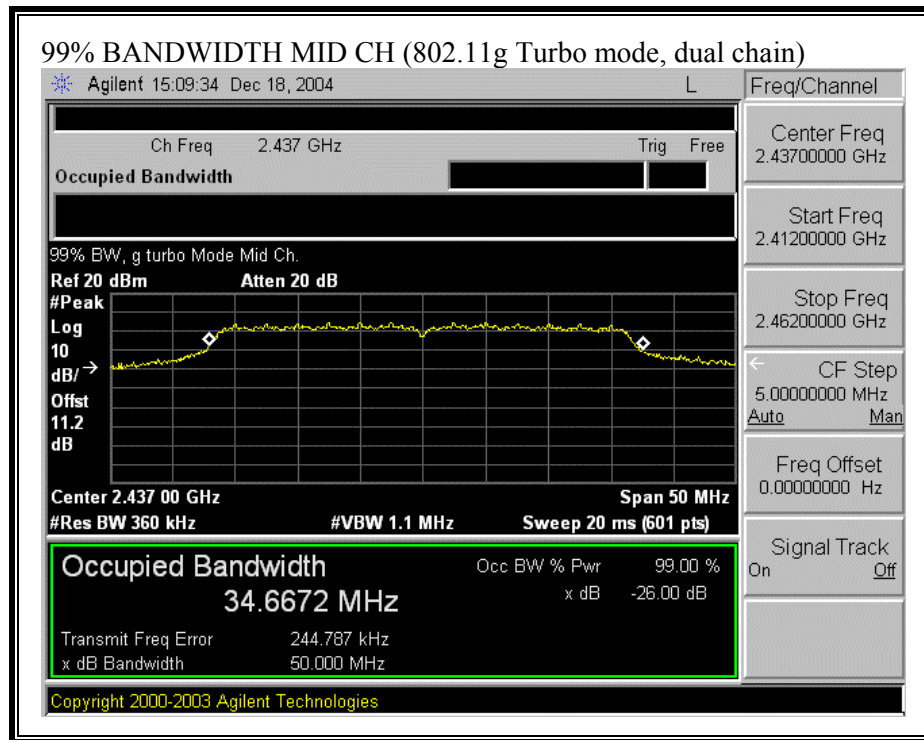 99% BANDWIDTH MID CH (802.11g Turbo mode, dual chain)
Agilent 15:09:34 Dec 18, 2004 L
Freq/Channel
Ch Freq 2.437 GHz Trig Free
Occupied Bandwidth
Center Freq
2.43700000 GHz
Start Freq
2.41200000 GHz
Stop Freq
2.46200000 GHz
CF Step
5.00000000 MHz
Auto Man
Freq Offset
0.00000000 Hz
Signal Track
On Off
99% BW, g turbo Mode Mid Ch.
Ref 20 dBm Atten 20 dB
#Peak
Log
10
dB/
Offst
11.2
dB
Center 2.437 00 GHz Span 50 MHz
#Res BW 360 kHz #VBW 1.1 MHz Sweep 20 ms (601 pts)
Occupied Bandwidth Occ BW % Pwr 99.00 %
34.6672 MHz x dB -26.00 dB
Transmit Freq Error 244.787 kHz
x dB Bandwidth 50.000 MHz
Copyright 2000-2003 Agilent Technologies